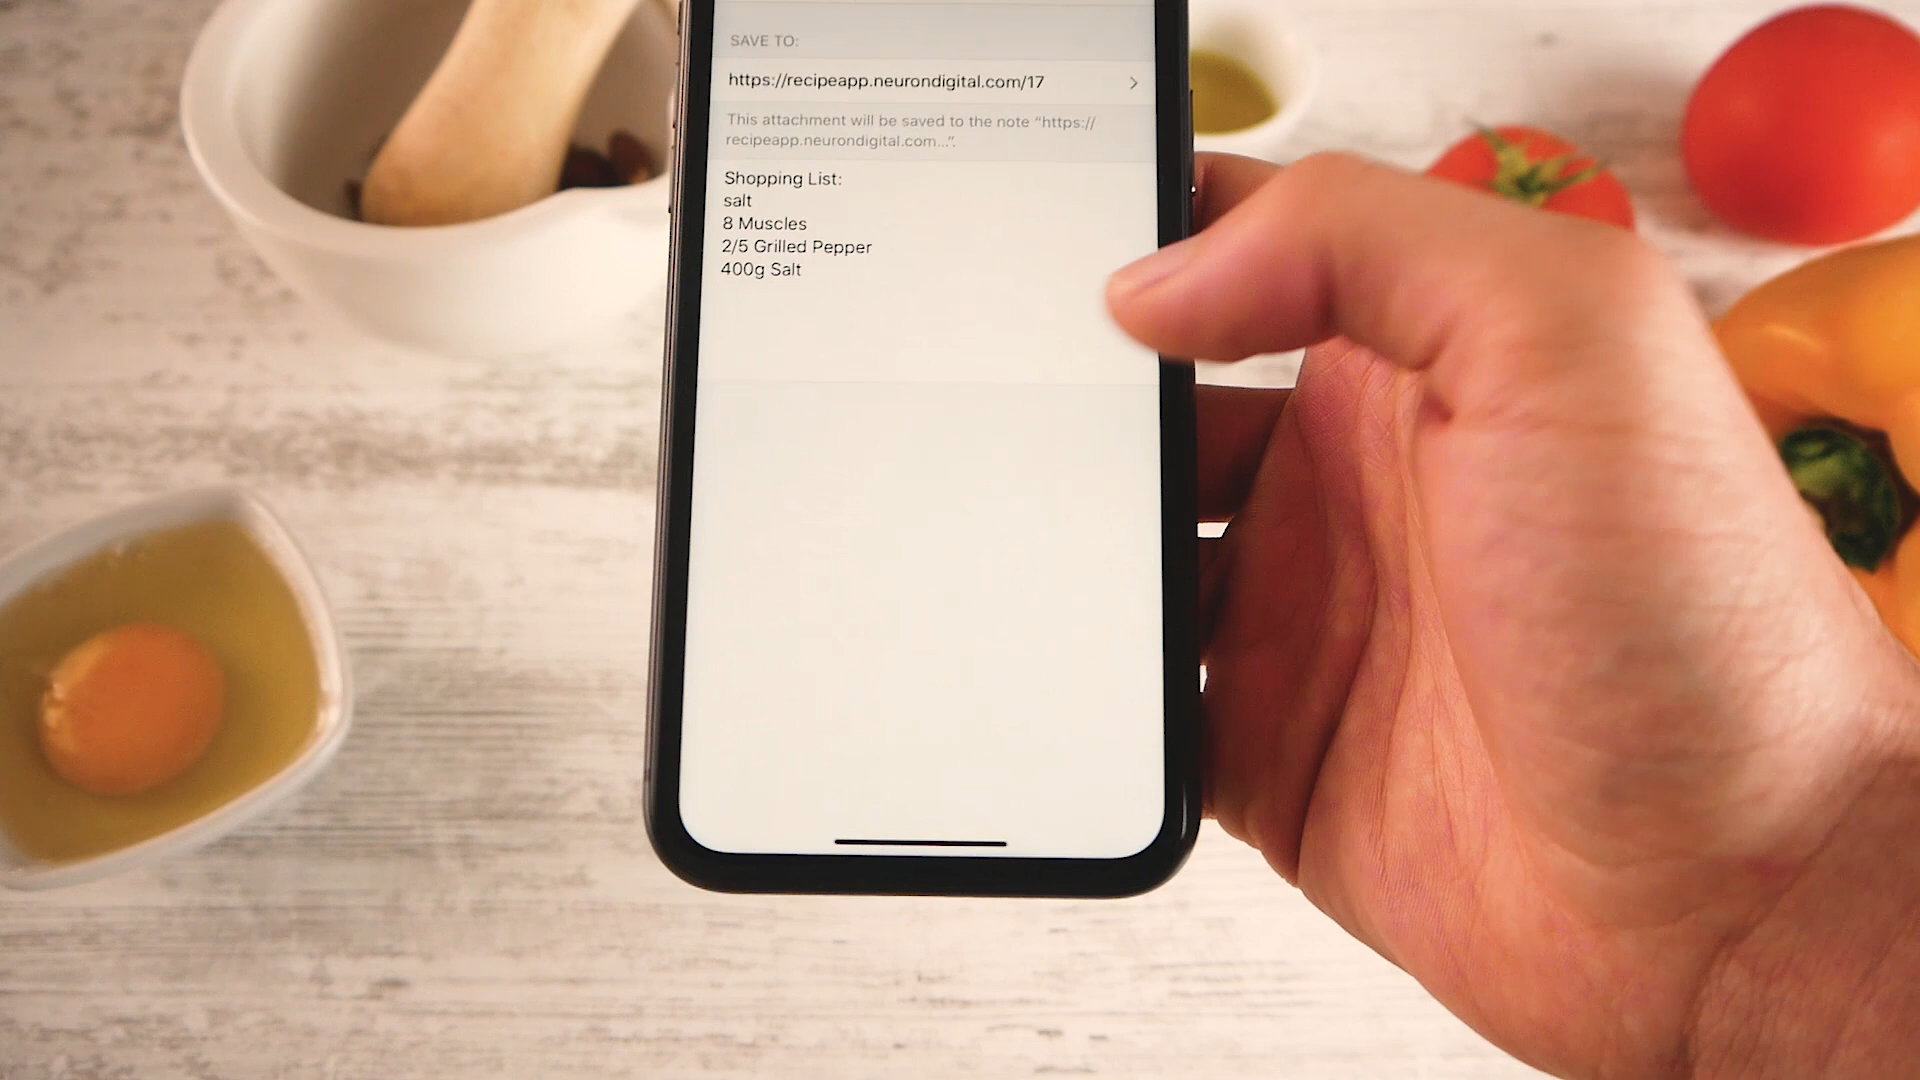 SAVE TO:
https://recipeapp.neurondigital.com/17
This attachment will be saved to the note “https://
recipeapp.neurondigital.com...”.
Shopping List:
salt
8 Muscles
2/5 Grilled Pepper
400g Salt